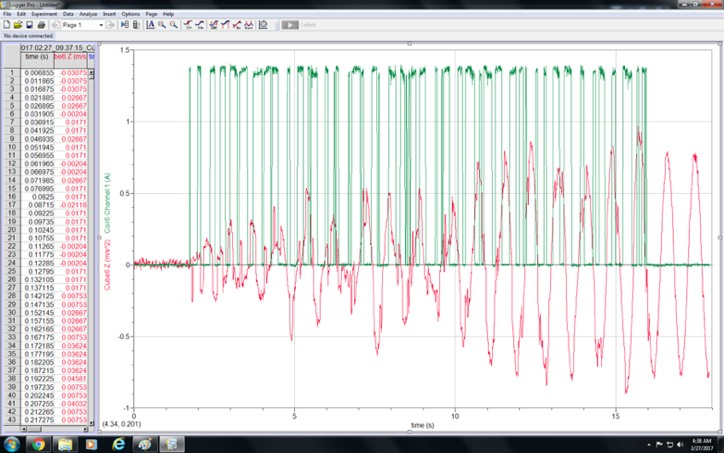 Logger Pro - Untitled*
File Edit Experiment Data Analyze Insert Options Page Help
Page 1
Collect
No device connected.
017.02.27_09.37.15_Cu
time (s) be6.Z (m/s
1 0.006855 -0.03075
2 0.011865 -0.03075
3 0.016875 -0.03075
4 0.021885 0.02667
5 0.026895 0.02667
6 0.031905 -0.00204
7 0.036915 0.0171
8 0.041925 0.0171
9 0.046935 0.02667
10 0.051945 0.0171
11 0.056955 0.0171
12 0.061965 -0.00204
13 0.066975 -0.00204
14 0.071985 0.02667
15 0.076995 0.0171
16 0.0825 0.0171
17 0.08715 -0.02118
18 0.09225 0.0171
19 0.09735 0.0171
20 0.10245 0.0171
21 0.10755 0.0171
22 0.11265 -0.00204
23 0.11775 -0.00204
24 0.12285 -0.00204
25 0.12795 0.0171
26 0.132105 0.0171
27 0.137115 0.0171
28 0.142125 0.00753
29 0.147135 0.00753
30 0.152145 0.02667
31 0.157155 0.02667
32 0.162165 0.02667
33 0.167175 0.00753
34 0.172185 0.03624
35 0.177195 0.03624
36 0.182205 0.03624
37 0.187215 0.03624
38 0.192225 0.04581
39 0.197235 0.00753
40 0.202245 0.00753
41 0.207255 -0.04032
42 0.212265 0.00753
43 0.217275 0.00753
Coil6 Channel 1 (A)
Cube6.Z (m/s^2)
1.5
1
0.5
0
-0.5
-1
0 5 10 15
(4.34, 0.201)
time (s)
4:38 AM
2/27/2017